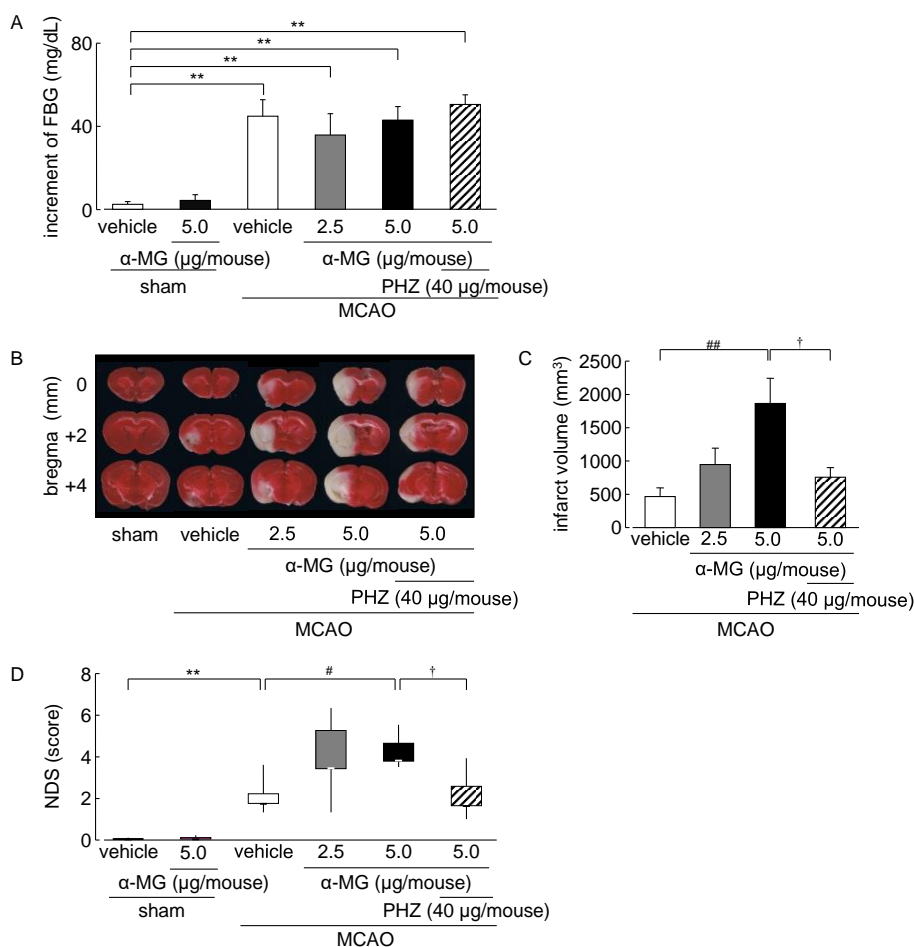 A
increment of FBG (mg/dL)
80
40
0
**
**
**
**
vehicle 5.0 vehicle 2.5 5.0 5.0
α-MG (µg/mouse) α-MG (µg/mouse)
sham PHZ (40 µg/mouse)
MCAO
B
bregma (mm)
0
+2
+4
sham vehicle 2.5 5.0 5.0
α-MG (µg/mouse)
PHZ (40 µg/mouse)
MCAO
C
infarct volume (mm³)
2500
2000
1500
1000
500
0
## †
vehicle 2.5 5.0 5.0
α-MG (µg/mouse)
PHZ (40 µg/mouse)
MCAO
D
NDS (score)
8
6
4
2
0
** # †
vehicle 5.0 vehicle 2.5 5.0 5.0
α-MG (µg/mouse) α-MG (µg/mouse)
sham PHZ (40 µg/mouse)
MCAO